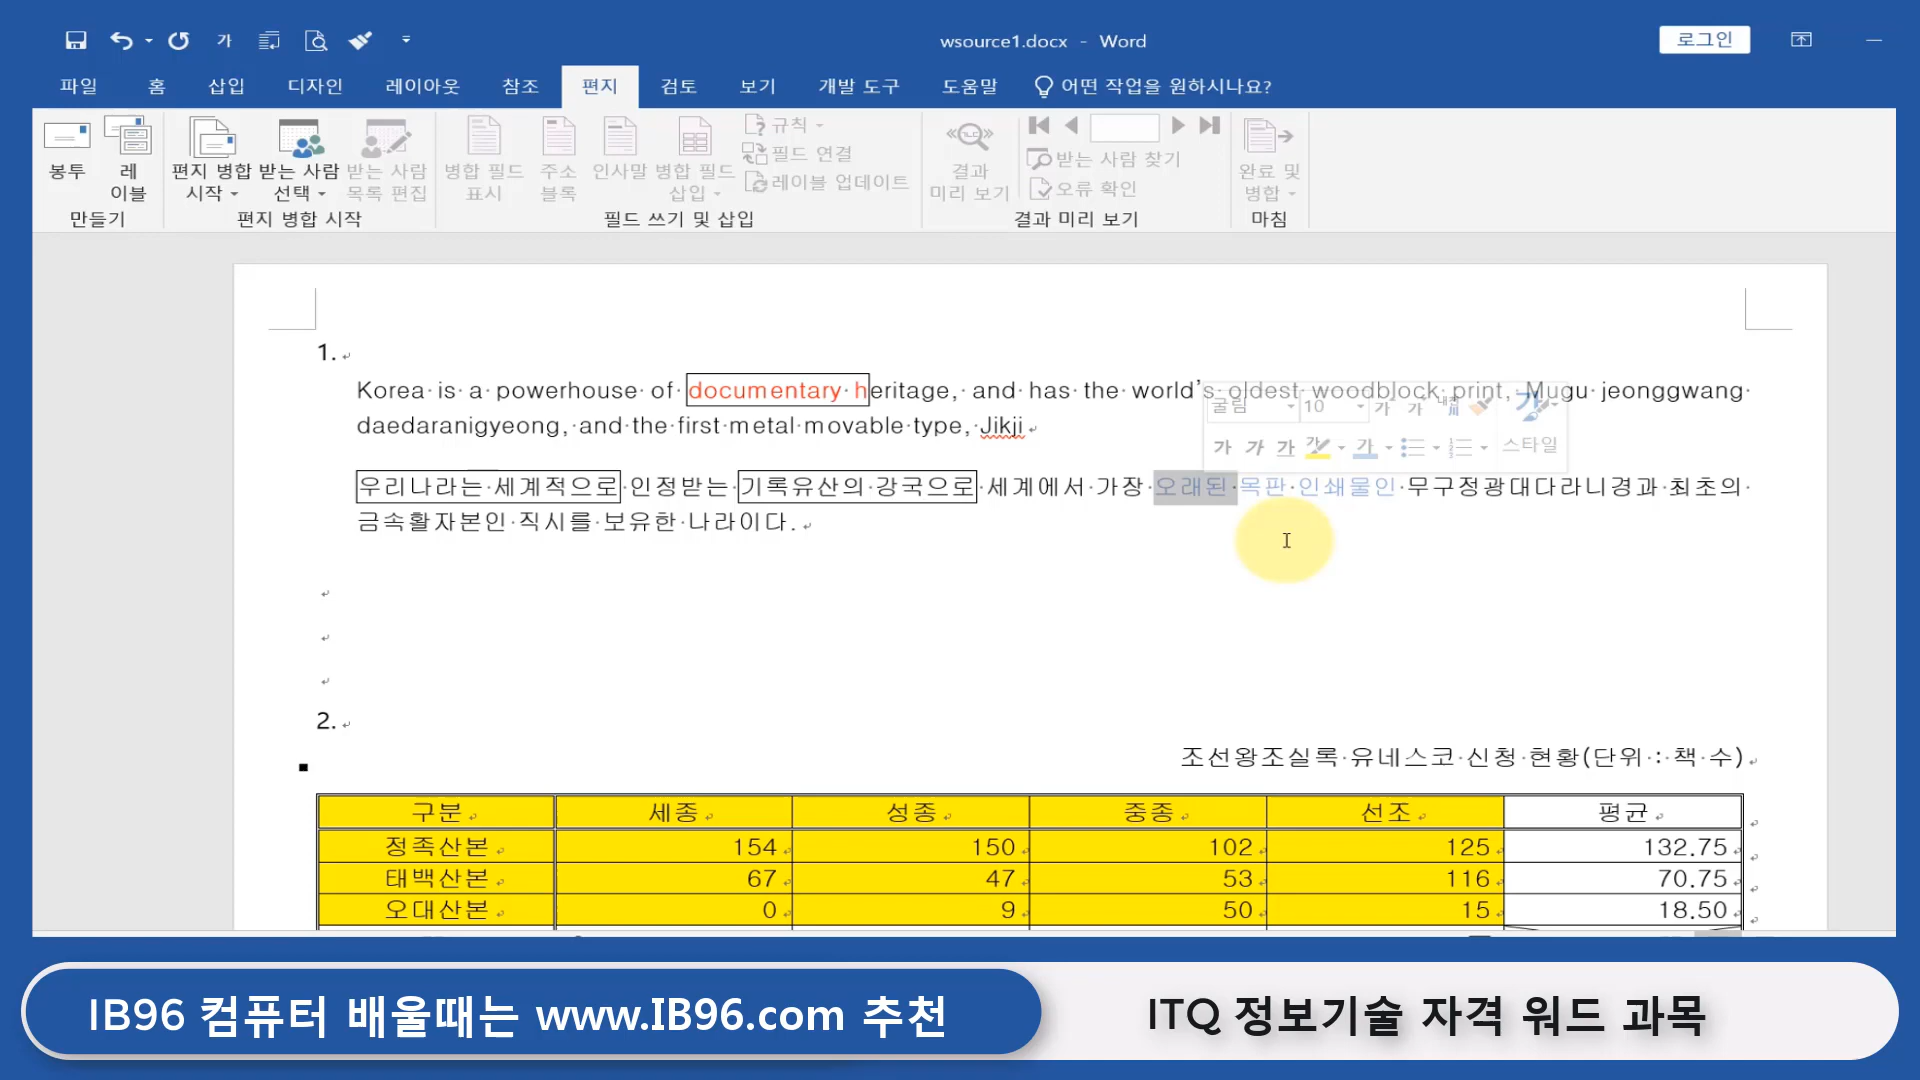 가
wsource1.docx - Word
로그인
파일 홈 삽입 디자인 레이아웃 참조 편지 검토 보기 개발 도구 도움말 어떤 작업을 원하시나요?
봉투
레이블
편지 병합 시작
받는 사람 선택
받는 사람 목록 편집
병합 필드 표시
주소 블록
인사말
병합 필드 삽입
규칙
필드 연결
레이블 업데이트
결과 미리 보기
받는 사람 찾기
오류 확인
완료 및 병합
만들기
편지 병합 시작
필드 쓰기 및 삽입
결과 미리 보기
마침
1.
Korea is a powerhouse of documentary heritage, and has the world's oldest woodblock print, Mugu jeonggwang
daedaranigyeong, and the first metal movable type, Jikji
굴림 10 가 가
가 가 가 가 가 스타일
우리나라는 세계적으로 인정받는 기록유산의 강국으로 세계에서 가장 오래된 목판 인쇄물인 무구정광대다라니경과 최초의
금속활자본인 직시를 보유한 나라이다.
2.
조선왕조실록 유네스코 신청 현황(단위 : 책 수)
구분 세종 성종 중종 선조 평균
정족산본 154 150 102 125 132.75
태백산본 67 47 53 116 70.75
오대산본 0 9 50 15 18.50
IB96 컴퓨터 배울때는 www.IB96.com 추천
ITQ 정보기술 자격 워드 과목